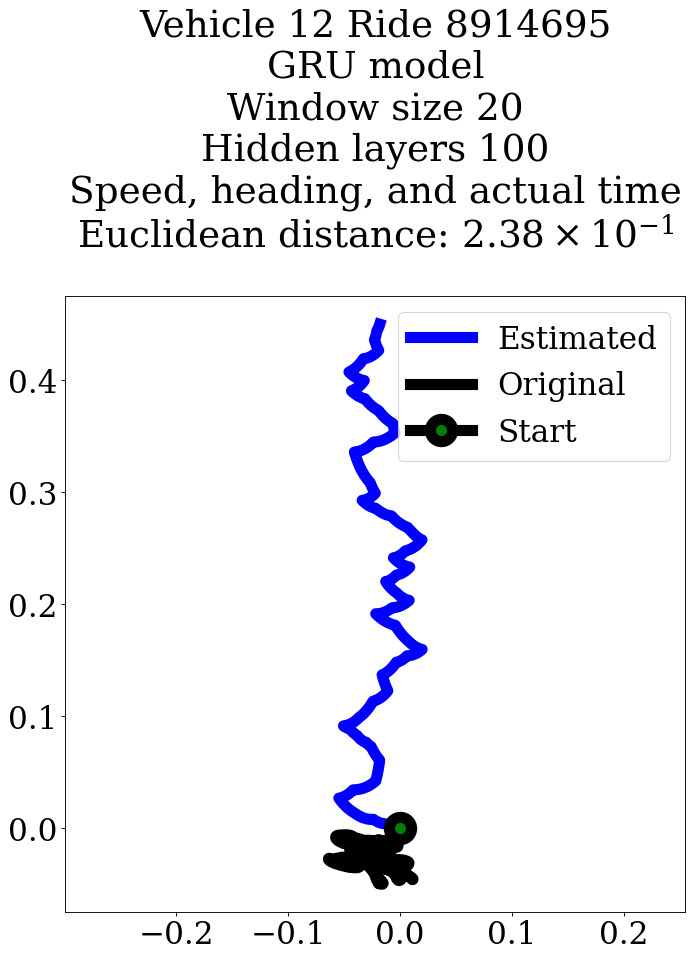 Vehicle 12 Ride 8914695
GRU model
Window size 20
Hidden layers 100
Speed, heading, and actual time
Euclidean distance: 2.38 × 10⁻¹
Estimated
Original
Start
0.4
0.3
0.2
0.1
0.0
−0.2 −0.1 0.0 0.1 0.2